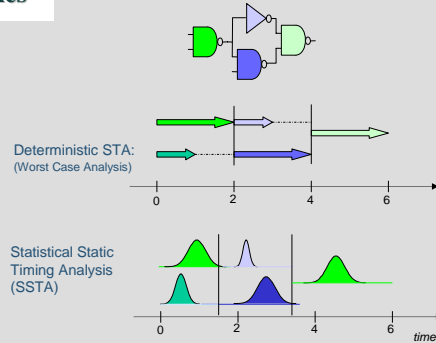 Deterministic STA:
(Worst Case Analysis)
0 2 4 6
Statistical Static
Timing Analysis
(SSTA)
0 2 4 6
time